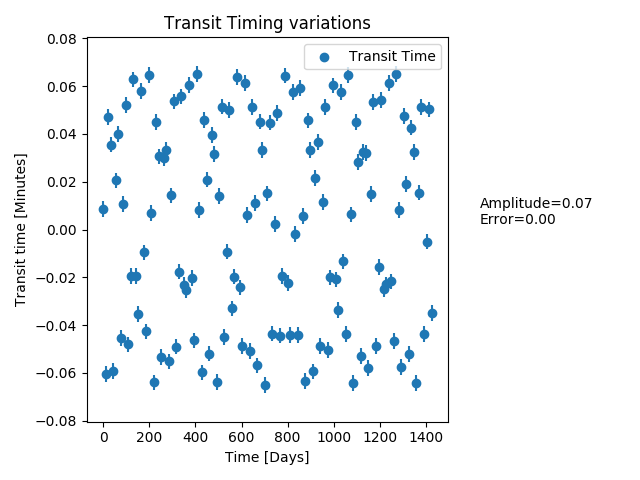 Transit Timing variations
Transit Time
Transit time [Minutes]
0.08
0.06
0.04
0.02
0.00
−0.02
−0.04
−0.06
−0.08
0 200 400 600 800 1000 1200 1400
Time [Days]
Amplitude=0.07
Error=0.00